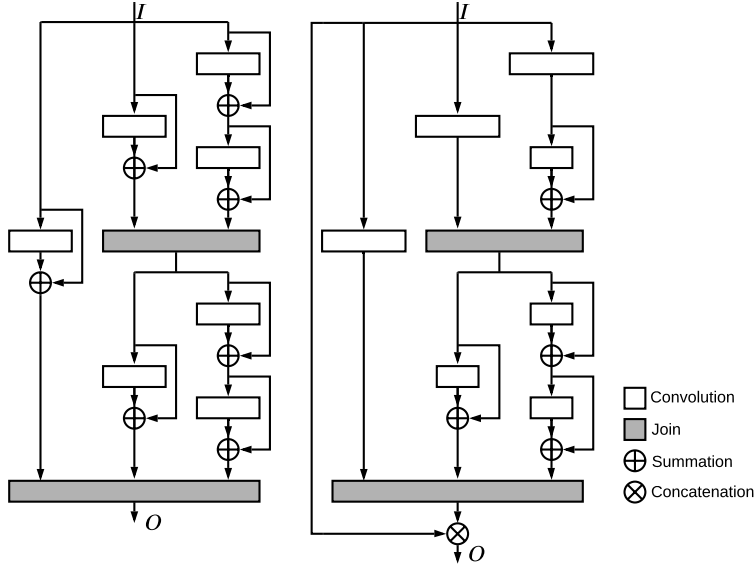 I
I
Convolution
Join
Summation
Concatenation
O
O